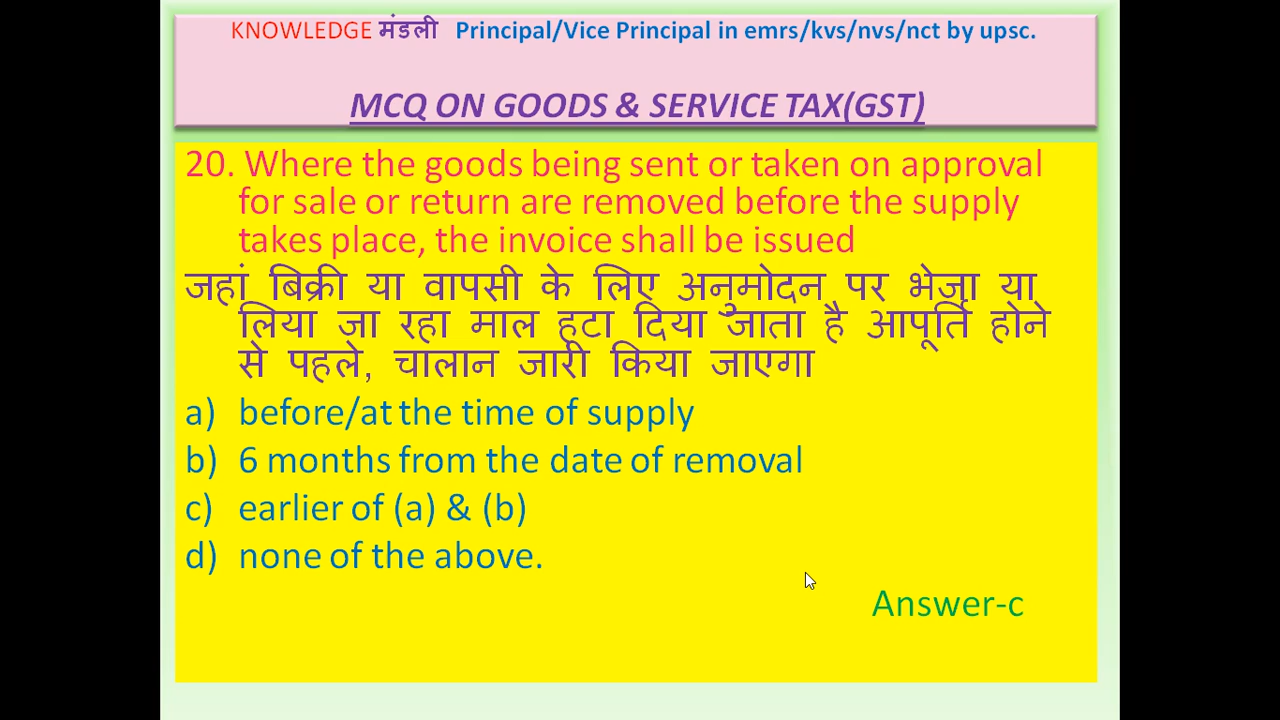 KNOWLEDGE मंडली Principal/Vice Principal in emrs/kvs/nvs/nct by upsc.
MCQ ON GOODS & SERVICE TAX(GST)
20. Where the goods being sent or taken on approval
for sale or return are removed before the supply
takes place, the invoice shall be issued
जहां बिक्री या वापसी के लिए अनुमोदन पर भेजा या
लिया जा रहा माल हटा दिया जाता है आपूर्ति होने
से पहले, चालान जारी किया जाएगा
a) before/at the time of supply
b) 6 months from the date of removal
c) earlier of (a) & (b)
d) none of the above.
Answer-c